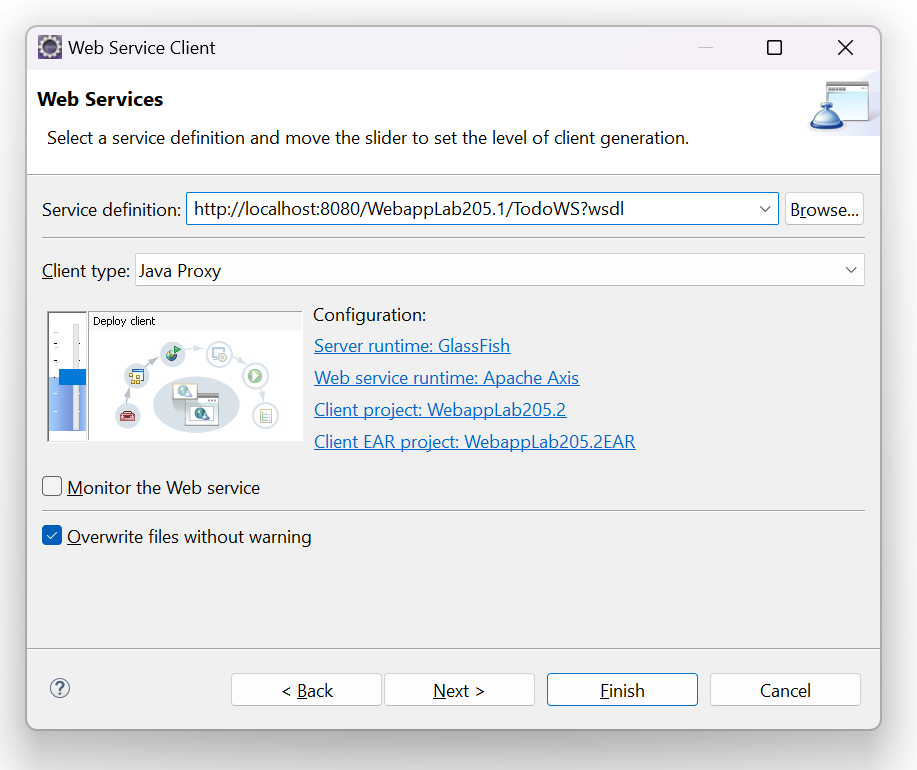 Web Service Client
Web Services
Select a service definition and move the slider to set the level of client generation.
Service definition: http://localhost:8080/WebappLab205.1/TodoWS?wsdl Browse...
Client type: Java Proxy
Deploy client
Configuration:
Server runtime: GlassFish
Web service runtime: Apache Axis
Client project: WebappLab205.2
Client EAR project: WebappLab205.2EAR
Monitor the Web service
Overwrite files without warning
? < Back Next > Finish Cancel